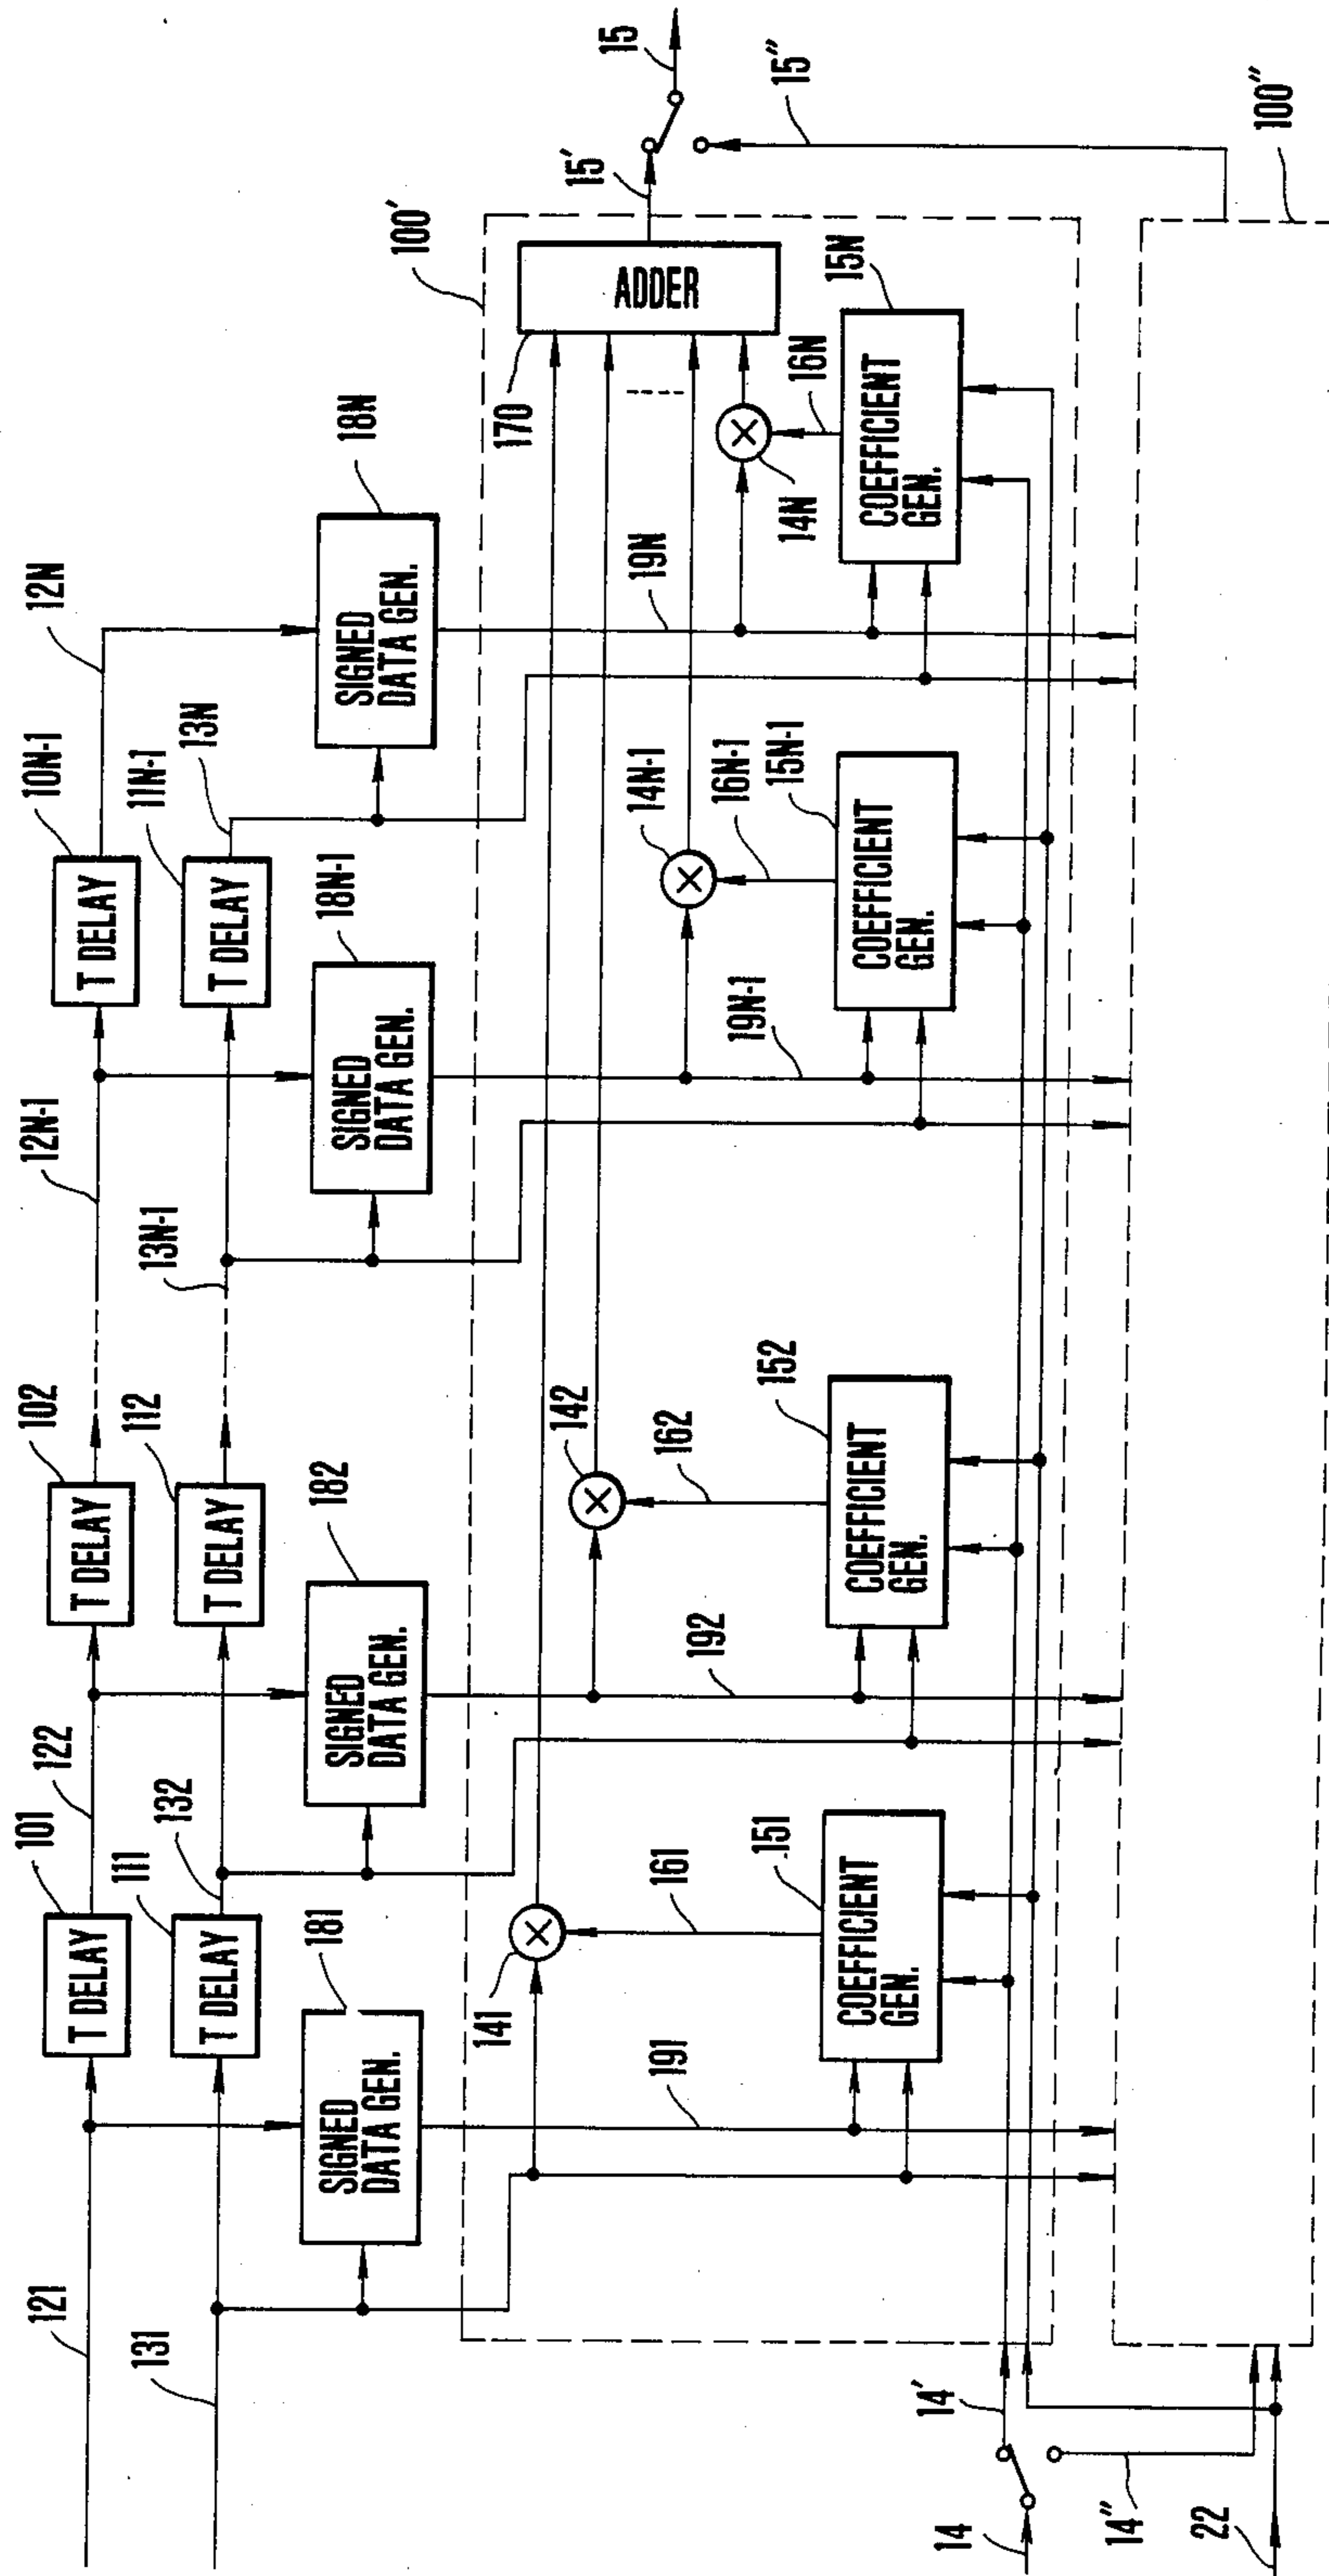 121
101
T DELAY
122
102
T DELAY
12N-1
10N-1
T DELAY
12N
131
111
T DELAY
132
112
T DELAY
13N-1
11N-1
T DELAY
13N
181
SIGNED
DATA GEN.
182
SIGNED
DATA GEN.
18N-1
SIGNED
DATA GEN.
18N
SIGNED
DATA GEN.
100'
141
142
14N-1
14N
170
ADDER
15'
15
15"
191
161
192
162
19N-1
16N-1
19N
16N
151
COEFFICIENT
GEN.
152
COEFFICIENT
GEN.
15N-1
COEFFICIENT
GEN.
15N
COEFFICIENT
GEN.
14
14'
14"
22
100"